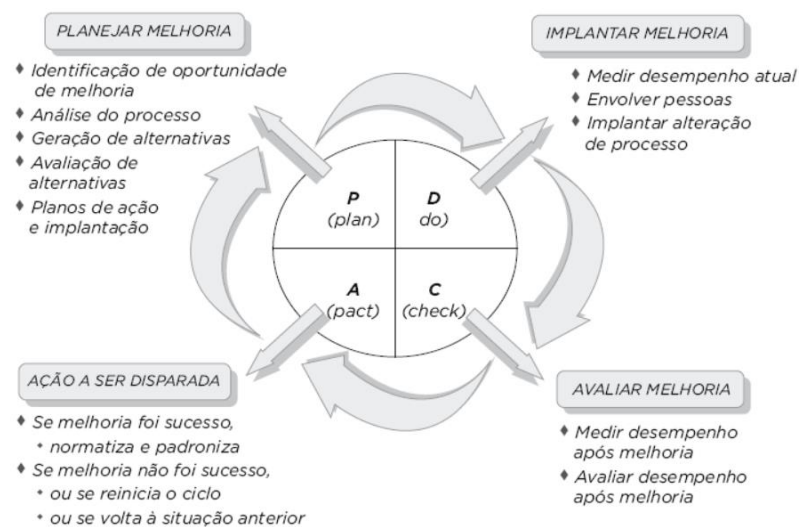 PLANEJAR MELHORIA
♦ Identificação de oportunidade
de melhoria
♦ Análise do processo
♦ Geração de alternativas
♦ Avaliação de
alternativas
♦ Planos de ação
e implantação
IMPLANTAR MELHORIA
♦ Medir desempenho atual
♦ Envolver pessoas
♦ Implantar alteração
de processo
P
(plan)
D
do)
A
(pact)
C
(check)
AÇÃO A SER DISPARADA
♦ Se melhoria foi sucesso,
• normatiza e padroniza
♦ Se melhoria não foi sucesso,
• ou se reinicia o ciclo
• ou se volta à situação anterior
AVALIAR MELHORIA
♦ Medir desempenho
após melhoria
♦ Avaliar desempenho
após melhoria